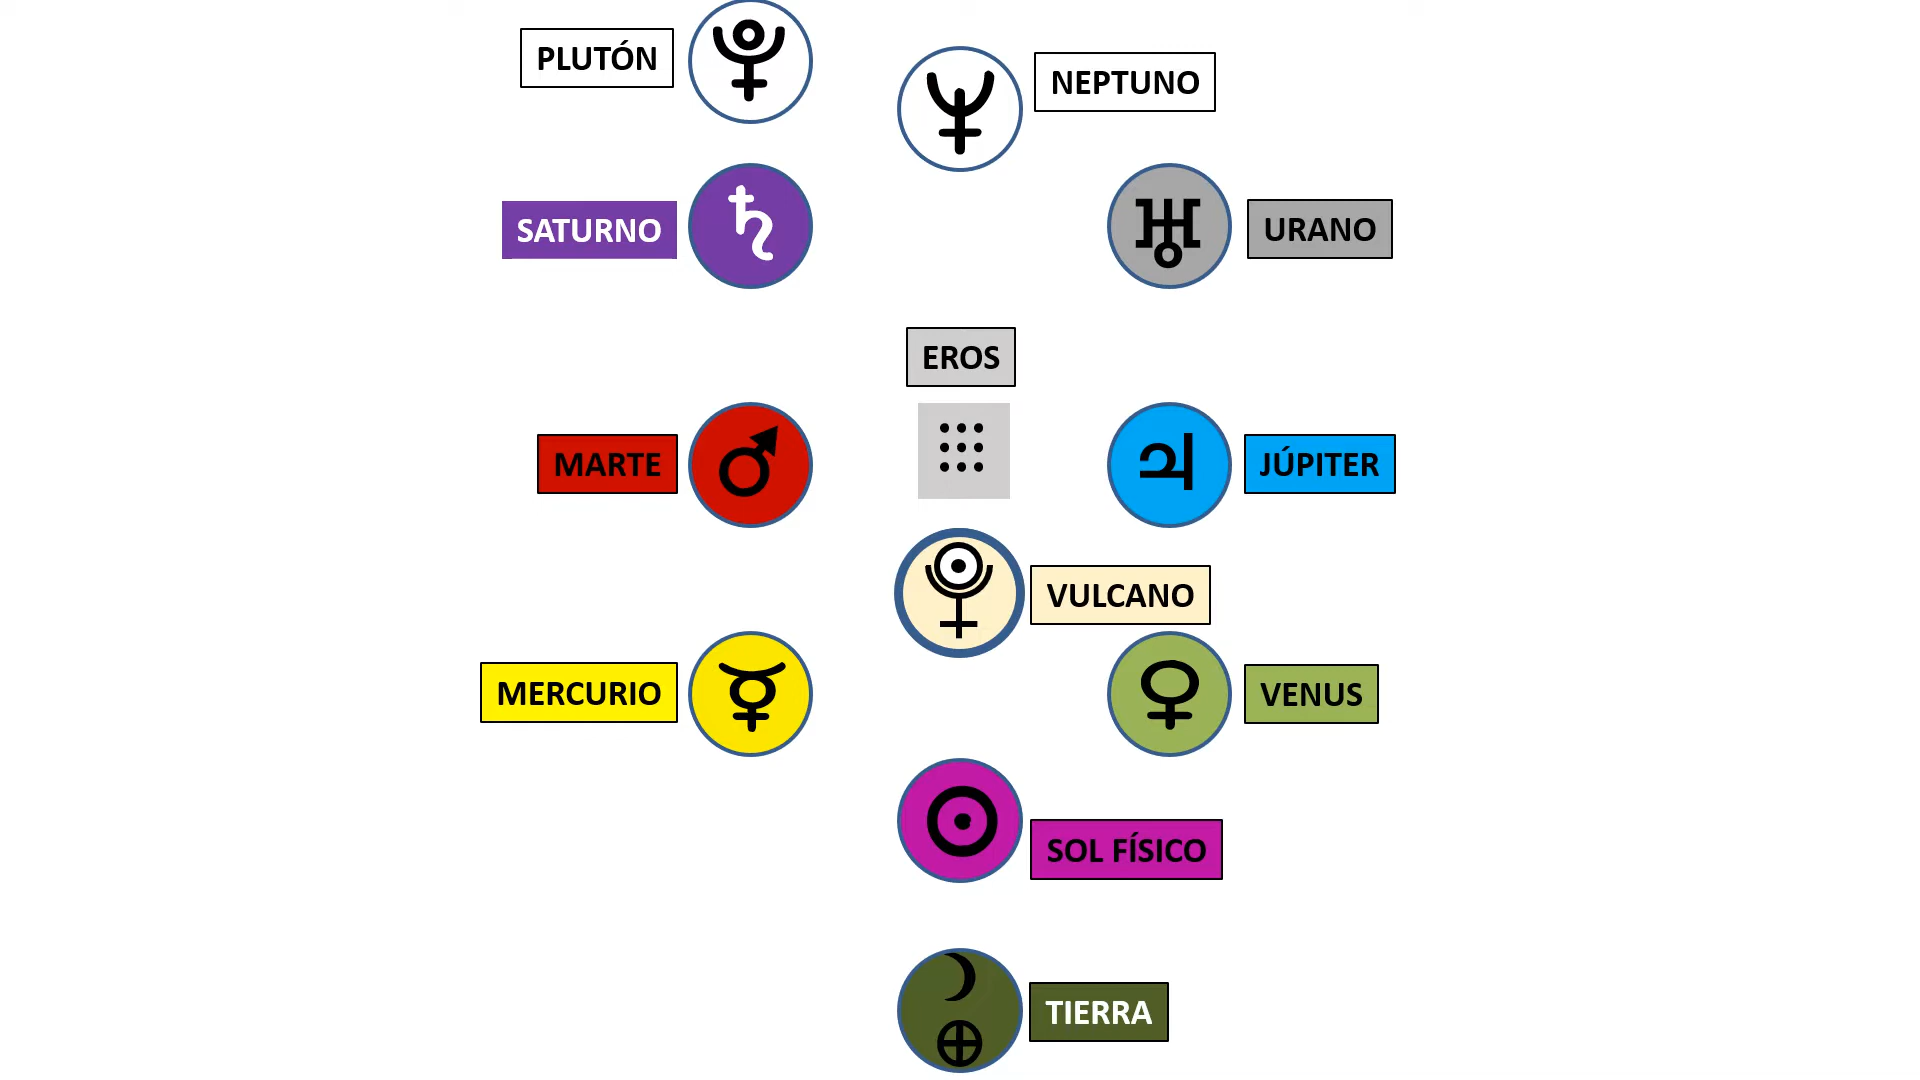 PLUTÓN
NEPTUNO
SATURNO
URANO
EROS
MARTE
JÚPITER
VULCANO
MERCURIO
VENUS
SOL FÍSICO
TIERRA